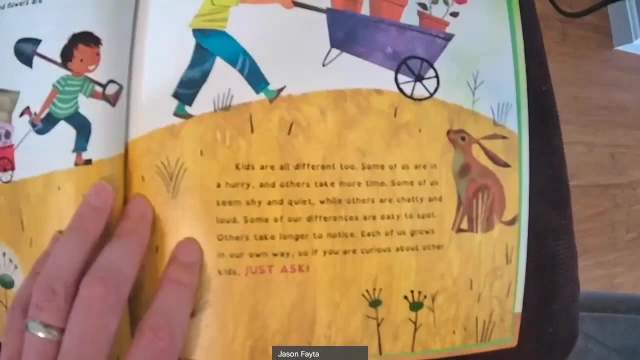 Kids are all different too. Some of us are in
a hurry, and others take more time. Some of us
seem shy and quiet, while others are chatty and
loud. Some of our differences are easy to spot.
Others take longer to notice. Each of us grows
in our own way, so if you are curious about other
kids, JUST ASK!
Jason Fayta